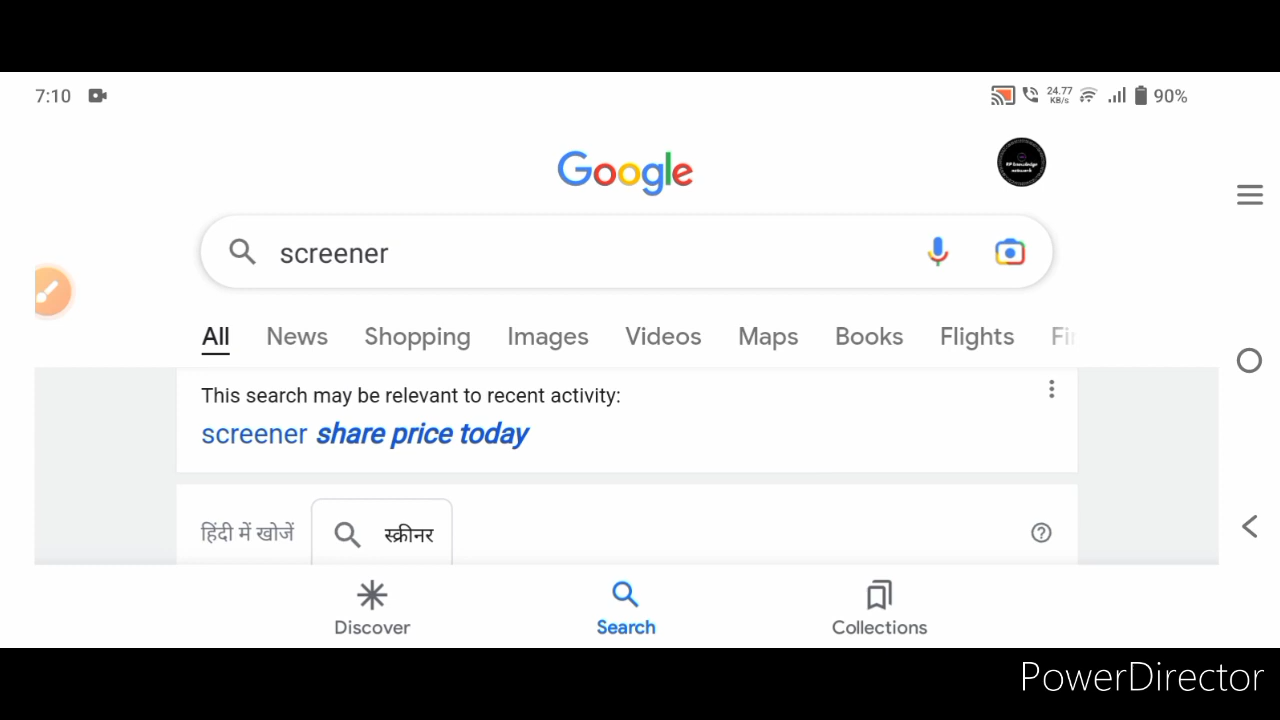 7:10
24.77
KB/s
90%
Google
screener
All News Shopping Images Videos Maps Books Flights Fi
This search may be relevant to recent activity:
screener share price today
हिंदी में खोजें स्क्रीनर
Discover Search Collections
PowerDirector